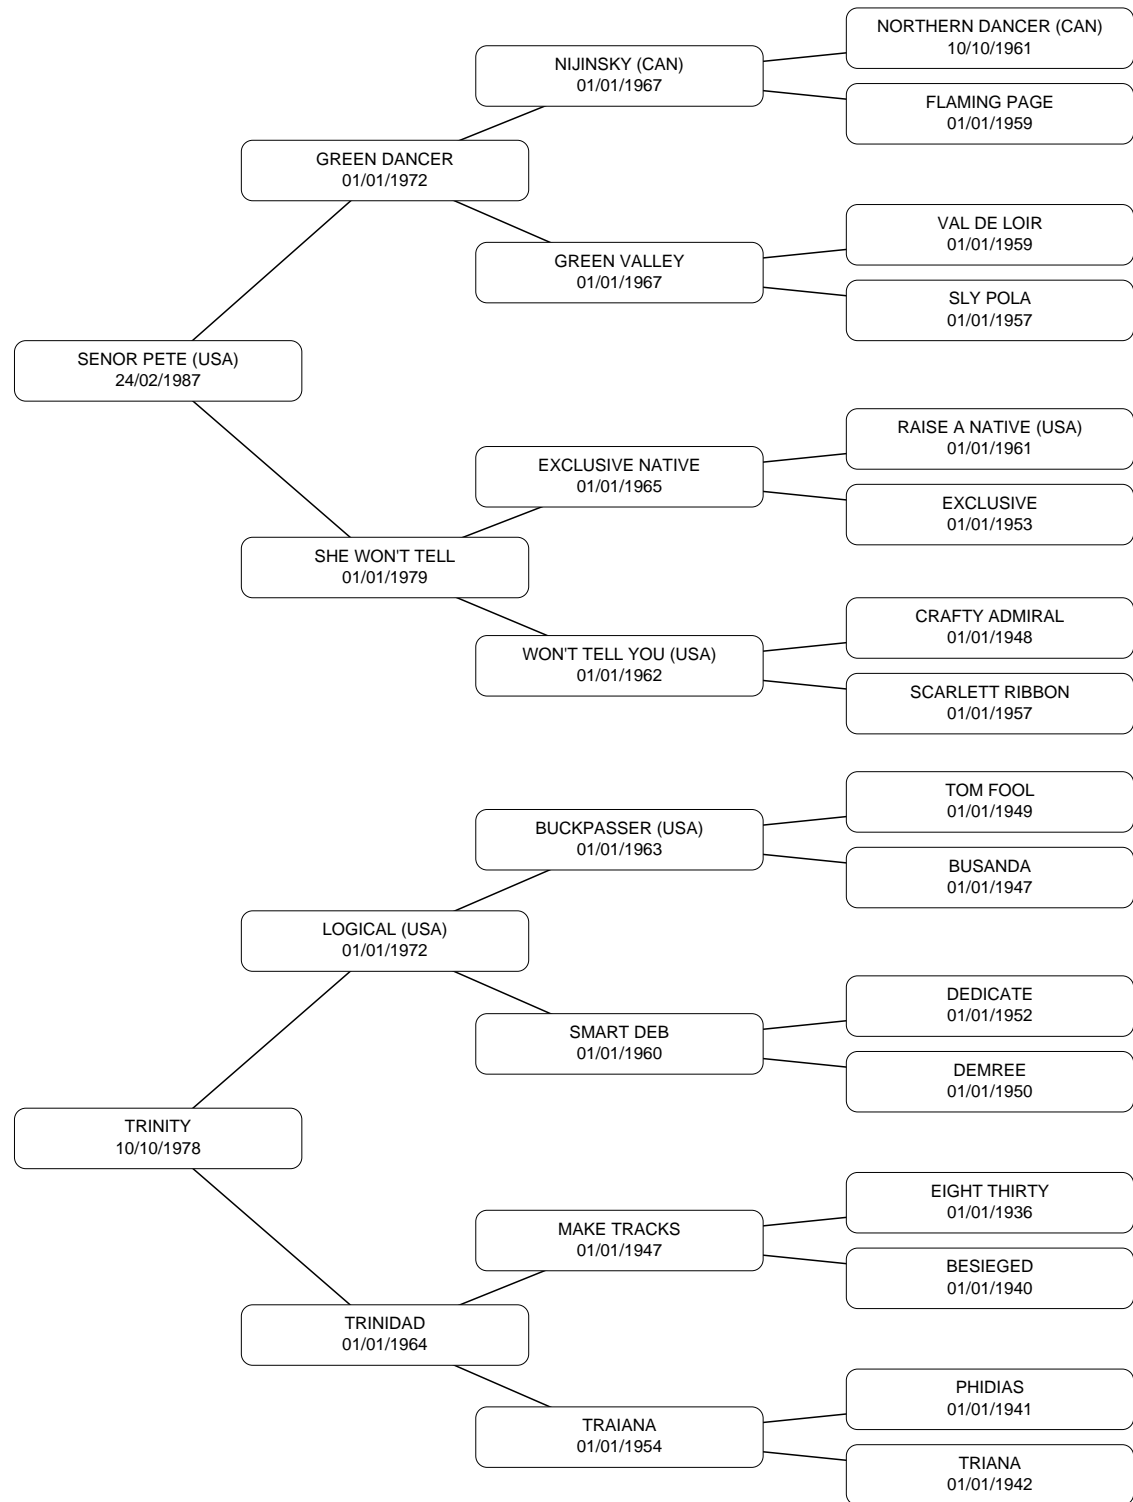 NORTHERN DANCER (CAN)
10/10/1961
NIJINSKY (CAN)
01/01/1967
FLAMING PAGE
01/01/1959
GREEN DANCER
01/01/1972
VAL DE LOIR
01/01/1959
GREEN VALLEY
01/01/1967
SLY POLA
01/01/1957
SENOR PETE (USA)
24/02/1987
RAISE A NATIVE (USA)
01/01/1961
EXCLUSIVE NATIVE
01/01/1965
EXCLUSIVE
01/01/1953
SHE WON'T TELL
01/01/1979
CRAFTY ADMIRAL
01/01/1948
WON'T TELL YOU (USA)
01/01/1962
SCARLETT RIBBON
01/01/1957
TOM FOOL
01/01/1949
BUCKPASSER (USA)
01/01/1963
BUSANDA
01/01/1947
LOGICAL (USA)
01/01/1972
DEDICATE
01/01/1952
SMART DEB
01/01/1960
DEMREE
01/01/1950
TRINITY
10/10/1978
EIGHT THIRTY
01/01/1936
MAKE TRACKS
01/01/1947
BESIEGED
01/01/1940
TRINIDAD
01/01/1964
PHIDIAS
01/01/1941
TRAIANA
01/01/1954
TRIANA
01/01/1942